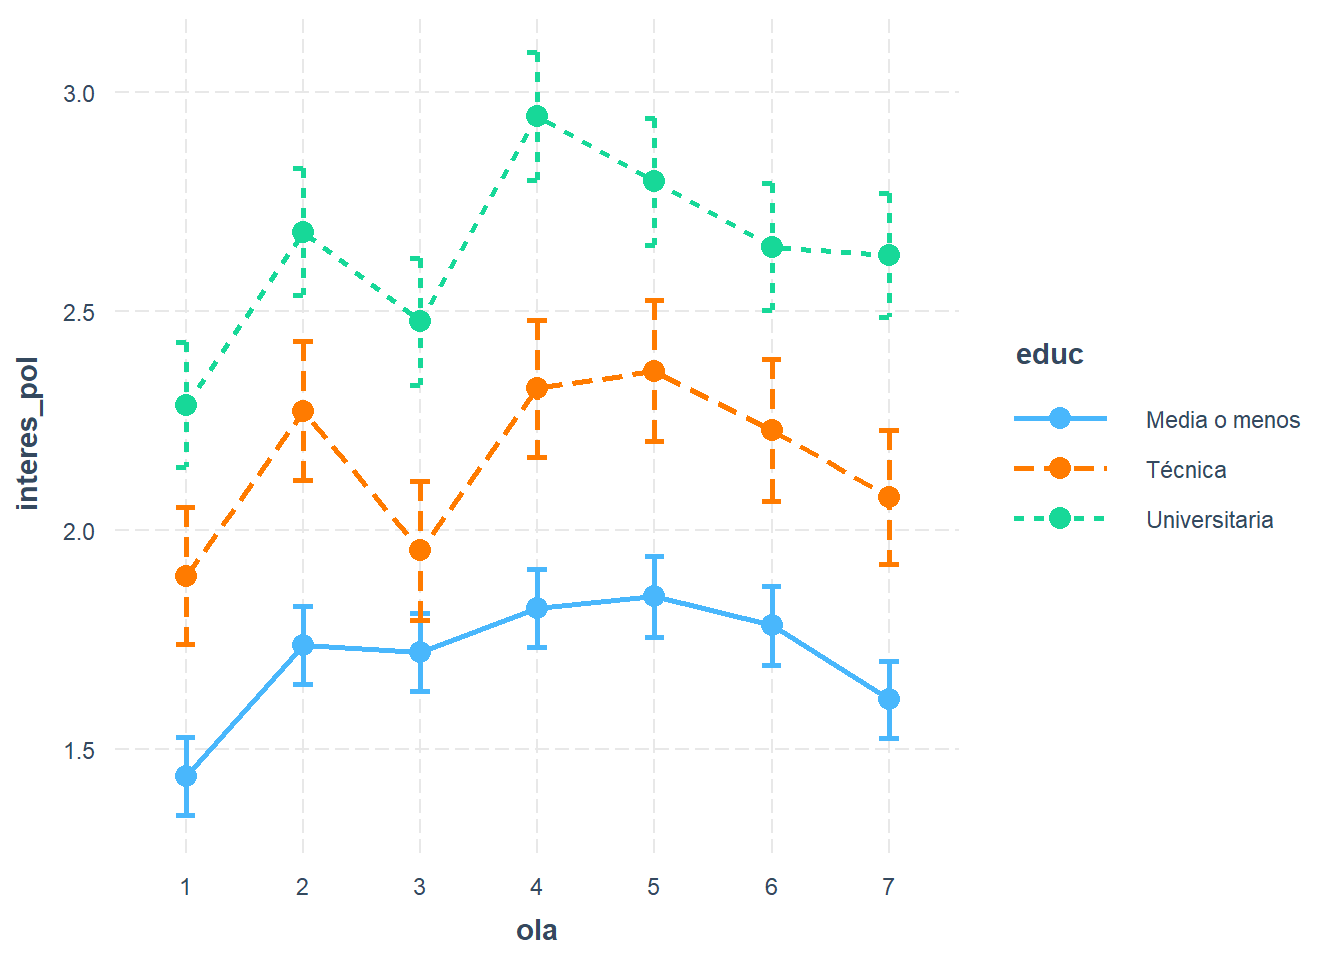 3.0
2.5
2.0
1.5
interes_pol
1 2 3 4 5 6 7
ola
educ
Media o menos
Técnica
Universitaria